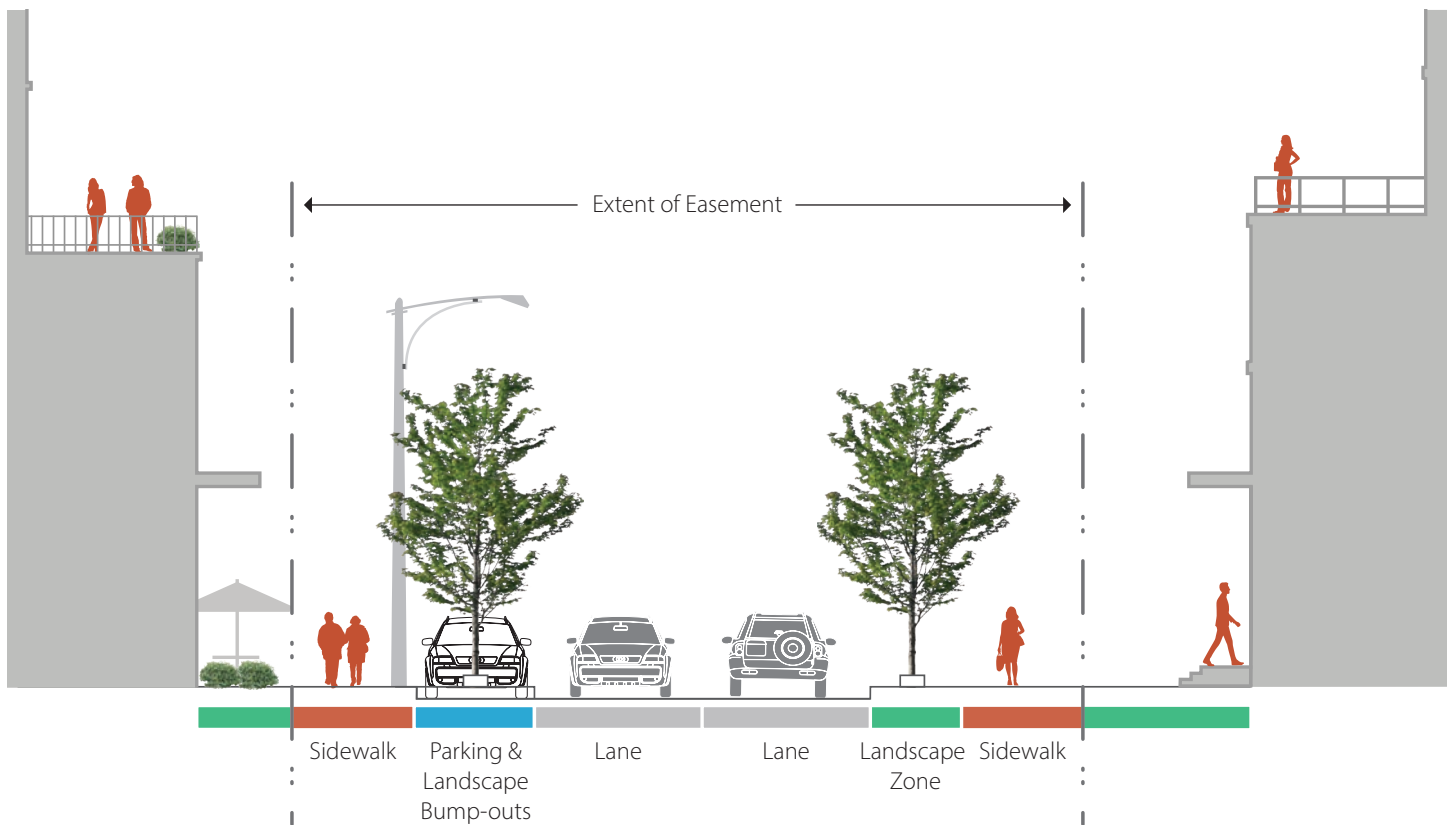 Extent of Easement
Sidewalk
Parking &
Landscape
Bump-outs
Lane
Lane
Landscape
Zone
Sidewalk